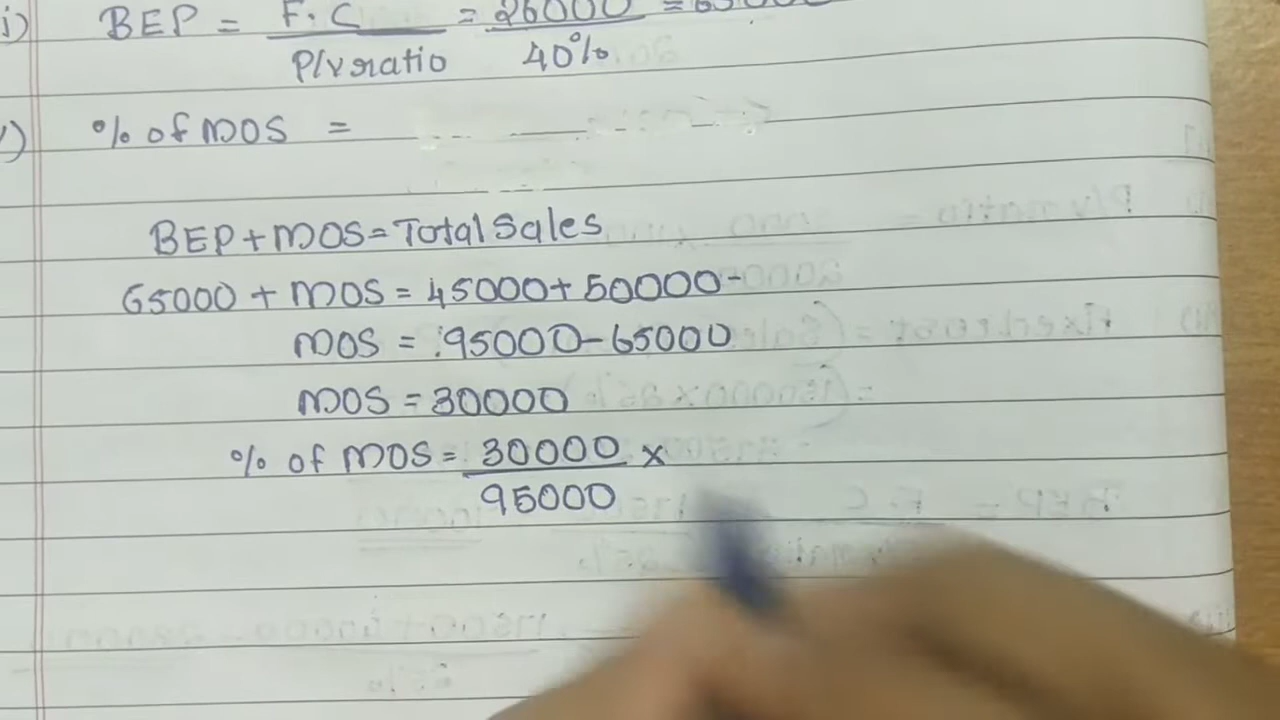 BEP = F.C / P/v ratio = 26000 / 40% = 65000
% of MOS =
BEP + MOS = Total Sales
65000 + MOS = 45000 + 50000
MOS = 95000 - 65000
MOS = 30000
% of MOS = 30000 / 95000 ×